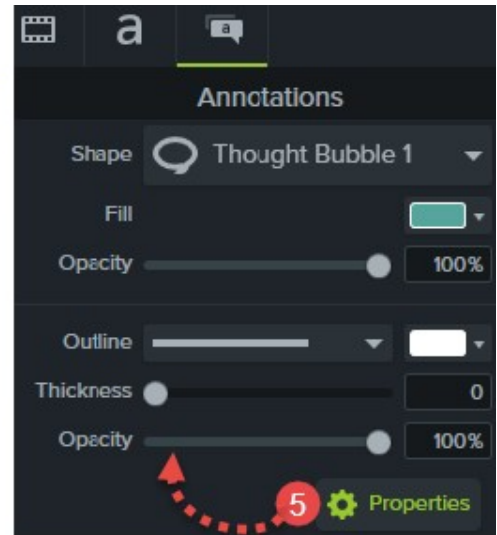 a a
Annotations
Shape Thought Bubble 1
Fill
Opacity 100%
Outline
Thickness 0
Opacity 100%
5 Properties